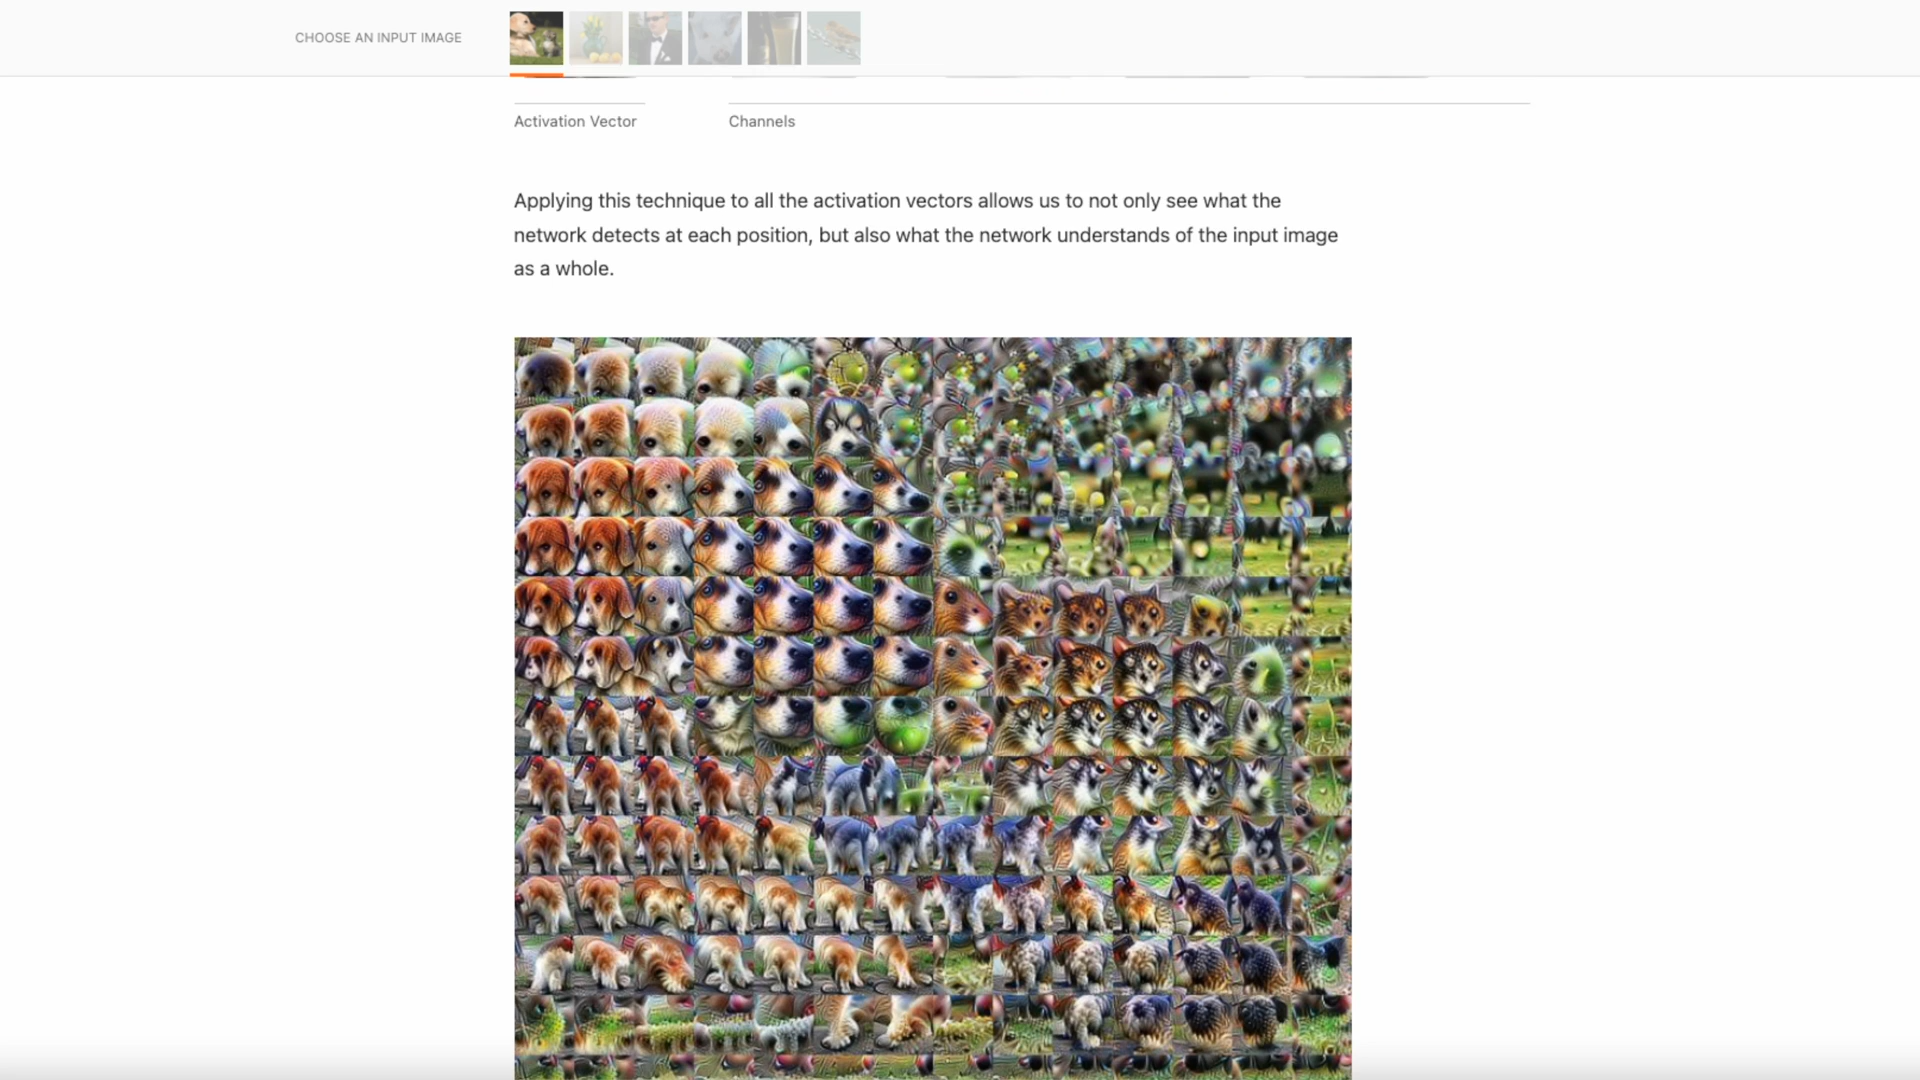 CHOOSE AN INPUT IMAGE
Activation Vector
Channels
Applying this technique to all the activation vectors allows us to not only see what the
network detects at each position, but also what the network understands of the input image
as a whole.